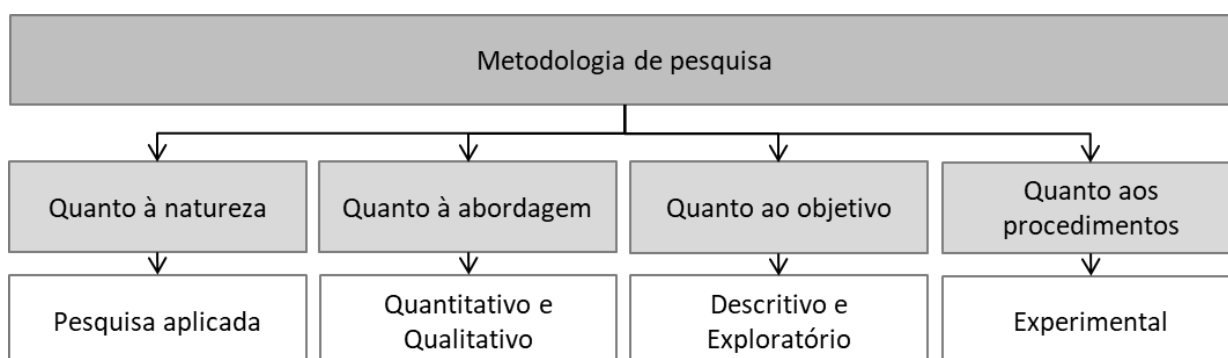 Metodologia de pesquisa
Quanto à natureza
Quanto à abordagem
Quanto ao objetivo
Quanto aos
procedimentos
Pesquisa aplicada
Quantitativo e
Qualitativo
Descritivo e
Exploratório
Experimental